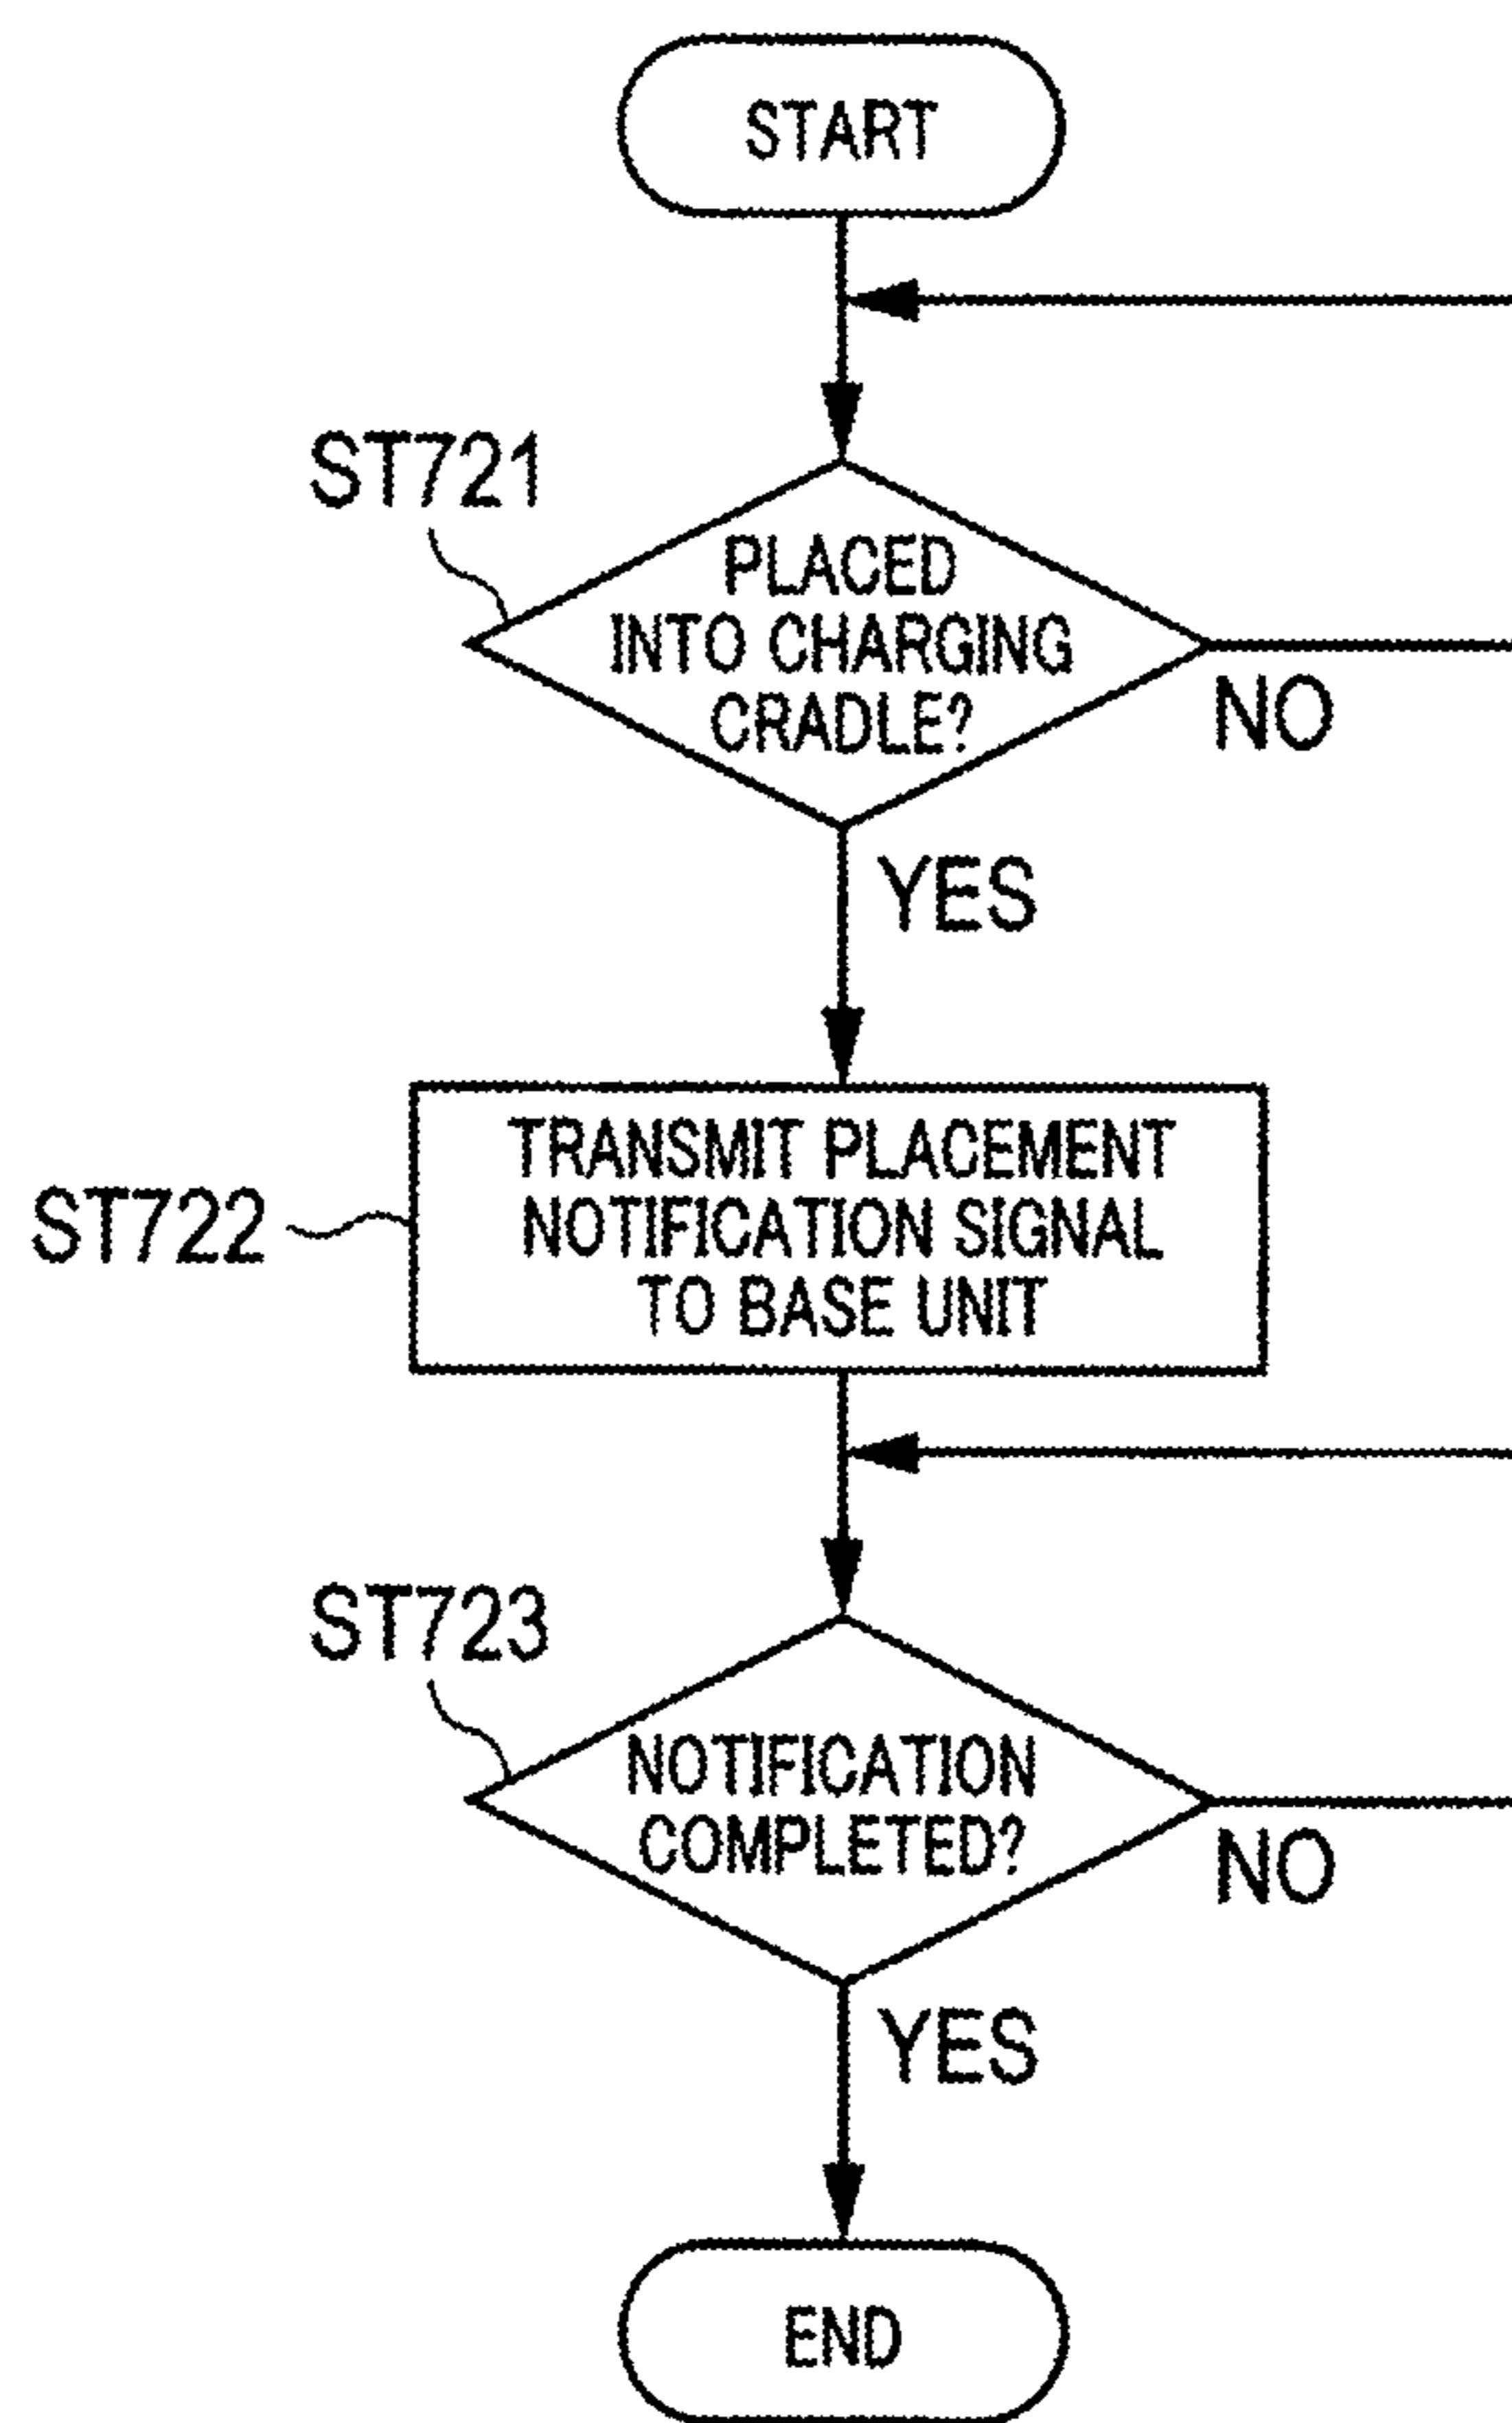 START
ST721
PLACED
INTO CHARGING
CRADLE?
NO
YES
ST722
TRANSMIT PLACEMENT
NOTIFICATION SIGNAL
TO BASE UNIT
ST723
NOTIFICATION
COMPLETED?
NO
YES
END